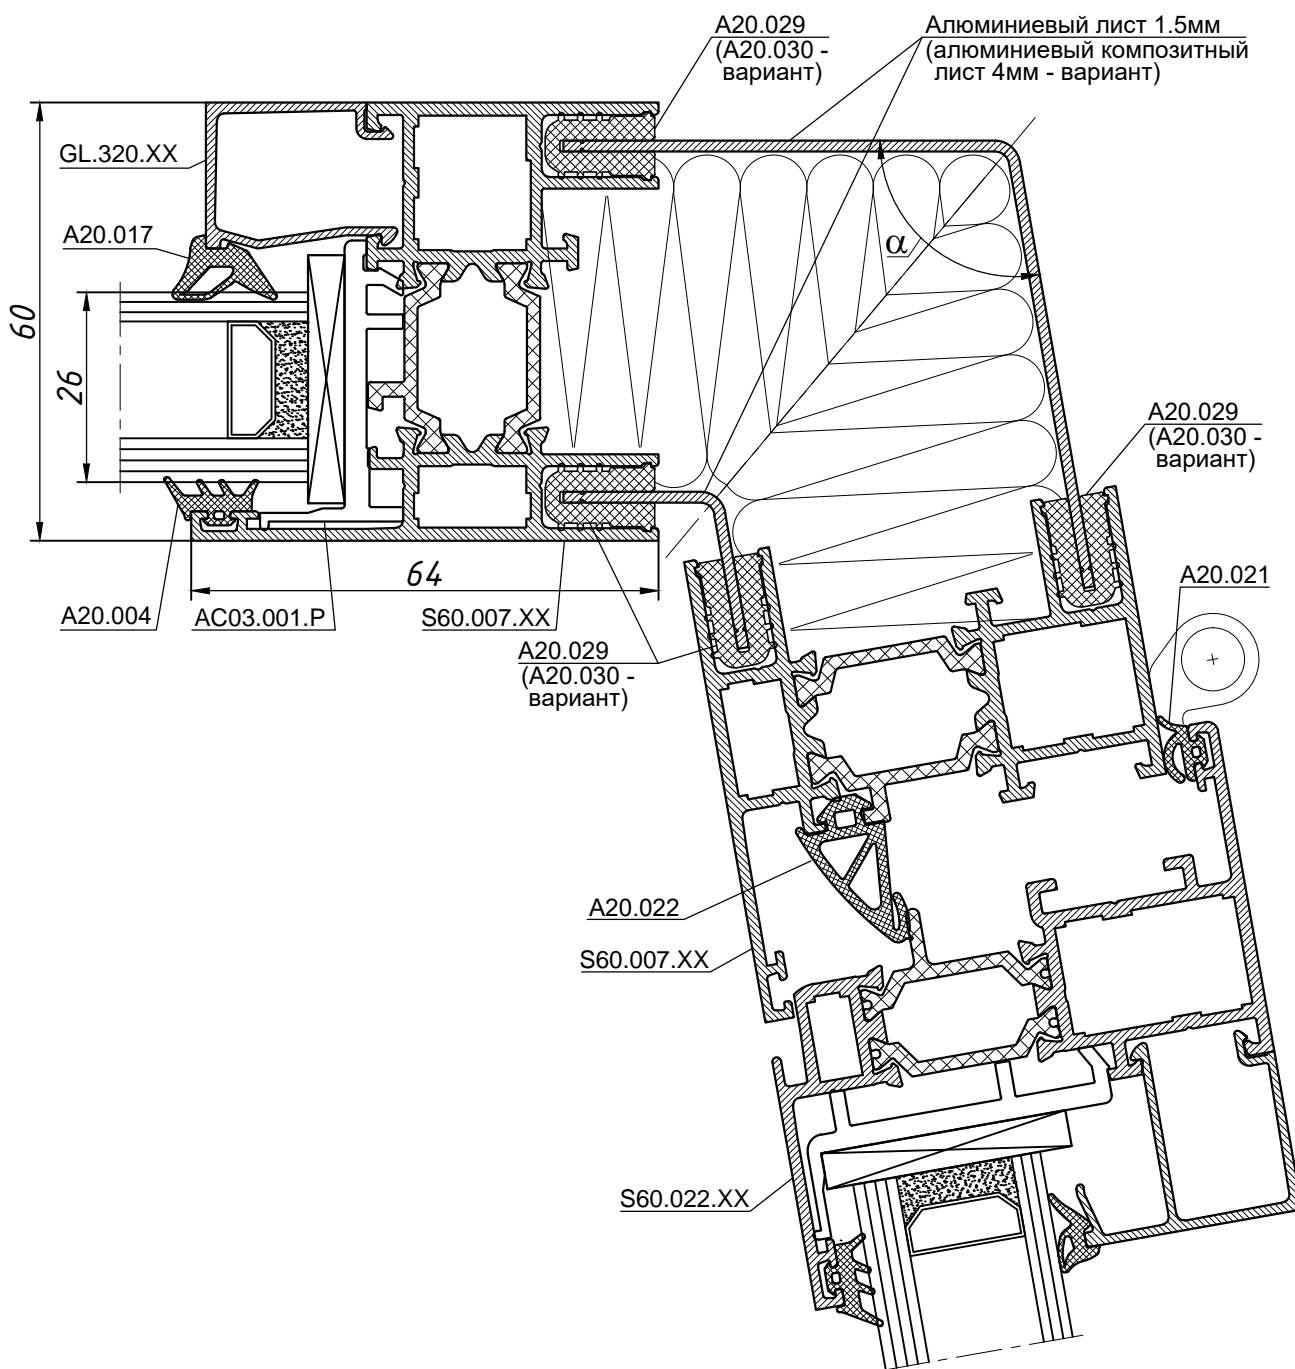 A20.029
(A20.030 -
вариант)
Алюминиевый лист 1.5мм
(алюминиевый композитный
лист 4мм - вариант)
GL.320.XX
A20.017
60
26
α
A20.029
(A20.030 -
вариант)
64
A20.004
AC03.001.P
S60.007.XX
A20.021
A20.029
(A20.030 -
вариант)
A20.022
S60.007.XX
S60.022.XX